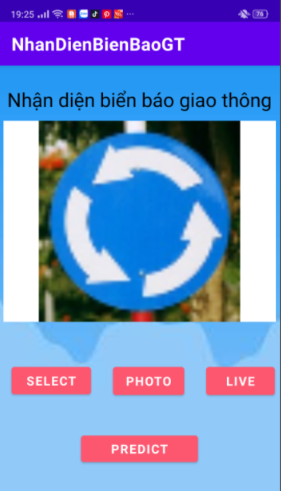 19:25
76
NhanDienBienBaoGT
Nhận diện biển báo giao thông
SELECT
PHOTO
LIVE
PREDICT